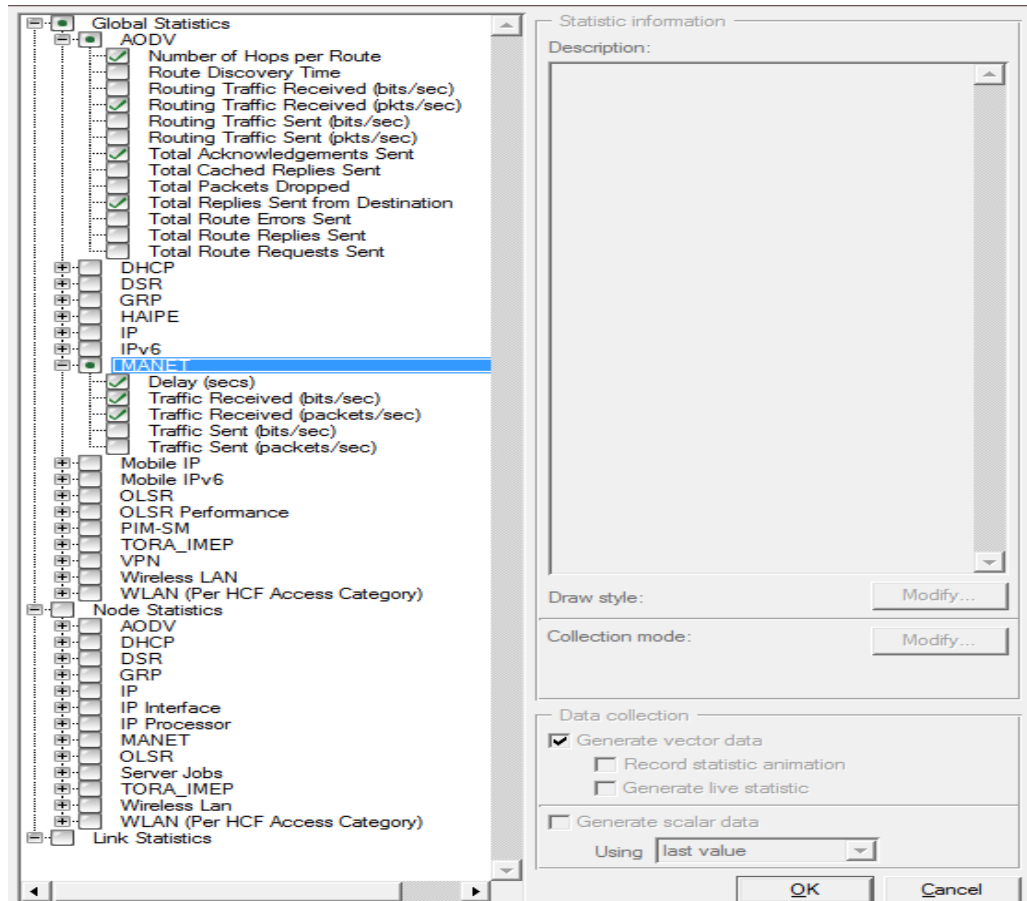 Global Statistics
AODV
Number of Hops per Route
Route Discovery Time
Routing Traffic Received (bits/sec)
Routing Traffic Received (pkts/sec)
Routing Traffic Sent (bits/sec)
Routing Traffic Sent (pkts/sec)
Total Acknowledgements Sent
Total Cached Replies Sent
Total Packets Dropped
Total Replies Sent from Destination
Total Route Errors Sent
Total Route Replies Sent
Total Route Requests Sent
DHCP
DSR
GRP
HAIPE
IP
IPv6
MANET
Delay (secs)
Traffic Received (bits/sec)
Traffic Received (packets/sec)
Traffic Sent (bits/sec)
Traffic Sent (packets/sec)
Mobile IP
Mobile IPv6
OLSR
OLSR Performance
PIM-SM
TORA_IMEP
VPN
Wireless LAN
WLAN (Per HCF Access Category)
Node Statistics
AODV
DHCP
DSR
GRP
IP
IP Interface
IP Processor
MANET
OLSR
Server Jobs
TORA_IMEP
Wireless Lan
WLAN (Per HCF Access Category)
Link Statistics
Statistic information
Description:
Draw style:
Modify...
Collection mode:
Modify...
Data collection
Generate vector data
Record statistic animation
Generate live statistic
Generate scalar data
Using last value
OK
Cancel